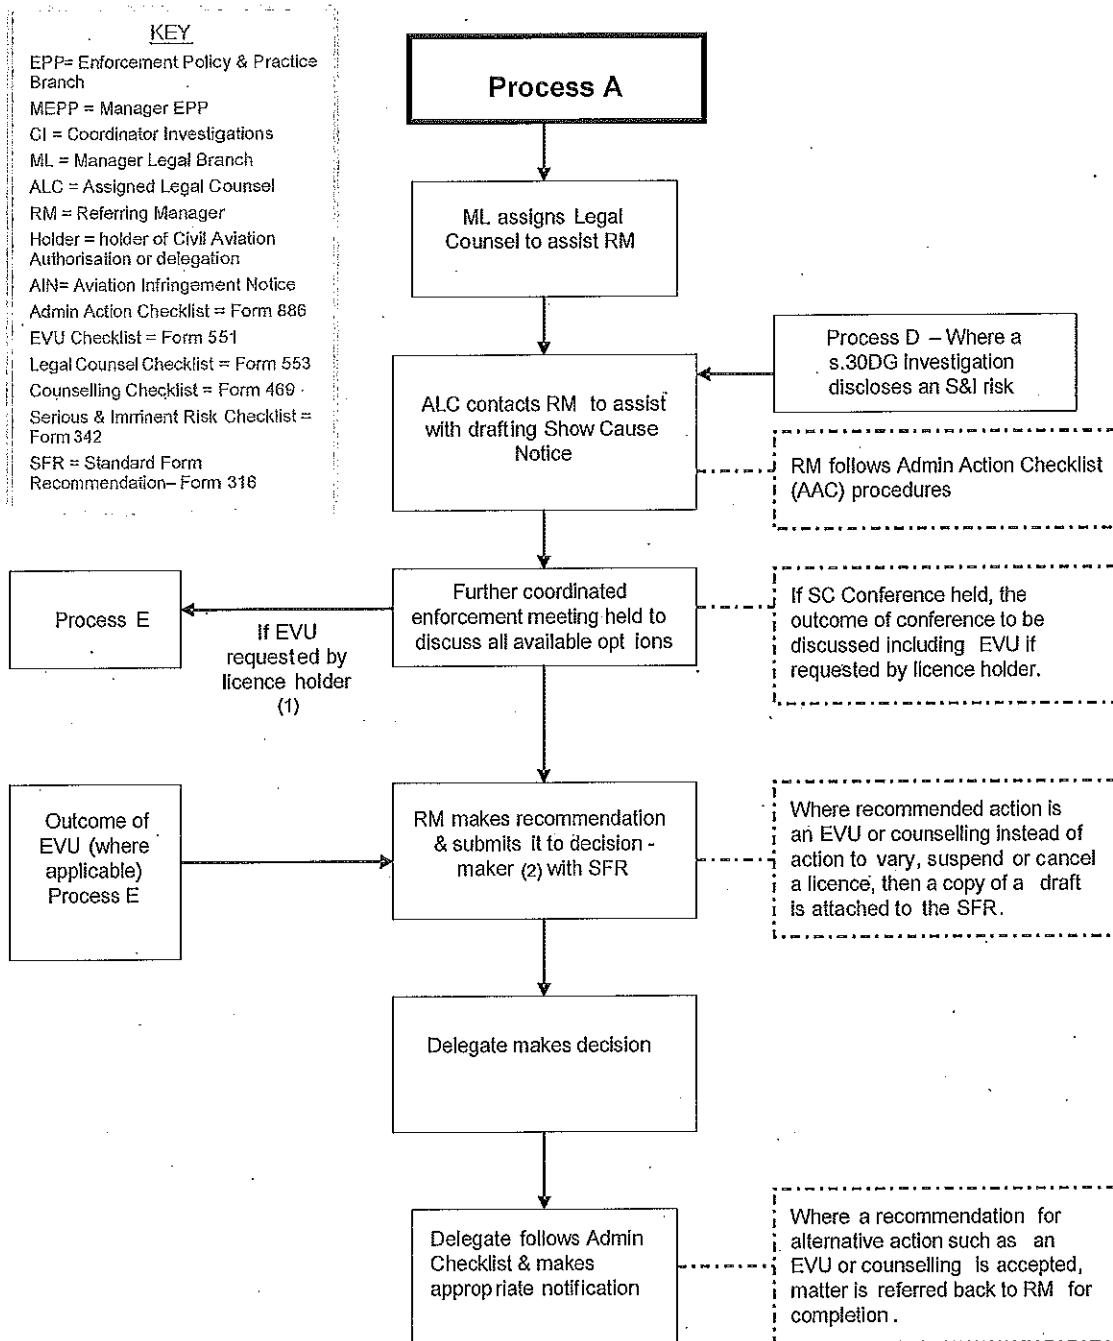 KEY
EPP= Enforcement Policy & Practice
Branch
MEPP = Manager EPP
CI = Coordinator Investigations
ML = Manager Legal Branch
ALC = Assigned Legal Counsel
RM = Referring Manager
Holder = holder of Civil Aviation
Authorisation or delegation
AIN= Aviation Infringement Notice
Admin Action Checklist = Form 886
EVU Checklist = Form 551
Legal Counsel Checklist = Form 553
Counselling Checklist = Form 469
Serious & Imminent Risk Checklist =
Form 342
SFR = Standard Form
Recommendation– Form 316
Process A
ML assigns Legal
Counsel to assist RM
Process D – Where a
s.30DG investigation
discloses an S&I risk
ALC contacts RM to assist
with drafting Show Cause
Notice
RM follows Admin Action Checklist
(AAC) procedures
Process E
If EVU
requested by
licence holder
(1)
Further coordinated
enforcement meeting held to
discuss all available opt ions
If SC Conference held, the
outcome of conference to be
discussed including EVU if
requested by licence holder.
Outcome of
EVU (where
applicable)
Process E
RM makes recommendation
& submits it to decision -
maker (2) with SFR
Where recommended action is
an EVU or counselling instead of
action to vary, suspend or cancel
a licence, then a copy of a draft
is attached to the SFR.
Delegate makes decision
Delegate follows Admin
Checklist & makes
appropriate notification
Where a recommendation for
alternative action such as an
EVU or counselling is accepted,
matter is referred back to RM for
completion.